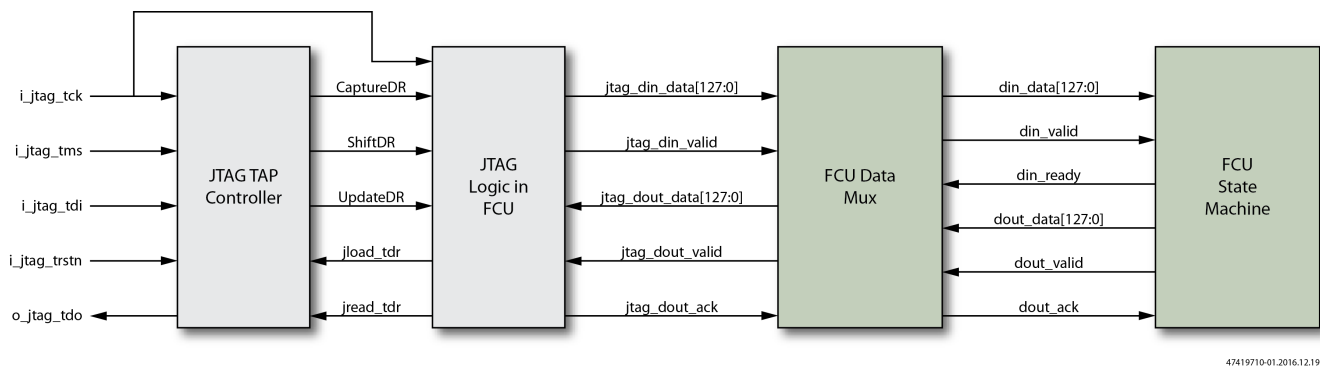 i_jtag_tck
i_jtag_tms
i_jtag_tdi
i_jtag_trstn
o_jtag_tdo
JTAG TAP
Controller
CaptureDR
ShiftDR
UpdateDR
jload_tdr
jread_tdr
JTAG
Logic in
FCU
jtag_din_data[127:0]
jtag_din_valid
jtag_dout_data[127:0]
jtag_dout_valid
jtag_dout_ack
FCU Data
Mux
din_data[127:0]
din_valid
din_ready
dout_data[127:0]
dout_valid
dout_ack
FCU
State
Machine
47419710-01.2016.12.19